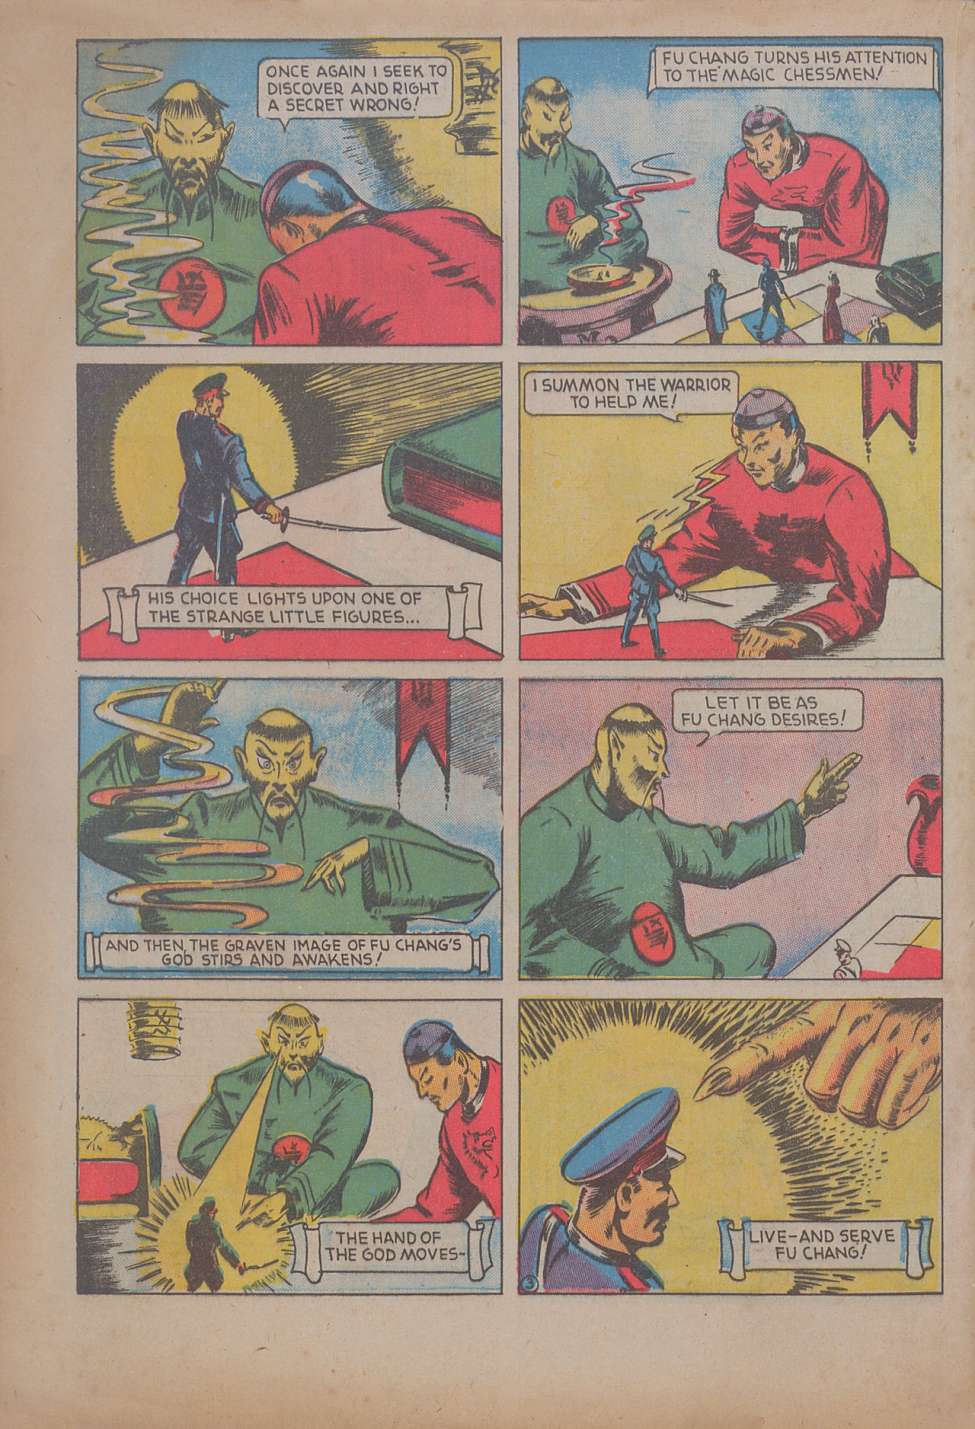 ONCE AGAIN I SEEK TO
DISCOVER AND RIGHT
A SECRET WRONG!
FU CHANG TURNS HIS ATTENTION
TO THE MAGIC CHESSMEN!
HIS CHOICE LIGHTS UPON ONE OF
THE STRANGE LITTLE FIGURES...
I SUMMON THE WARRIOR
TO HELP ME!
AND THEN, THE GRAVEN IMAGE OF FU CHANG'S
GOD STIRS AND AWAKENS!
LET IT BE AS
FU CHANG DESIRES!
THE HAND OF
THE GOD MOVES-
LIVE-AND SERVE
FU CHANG!
3